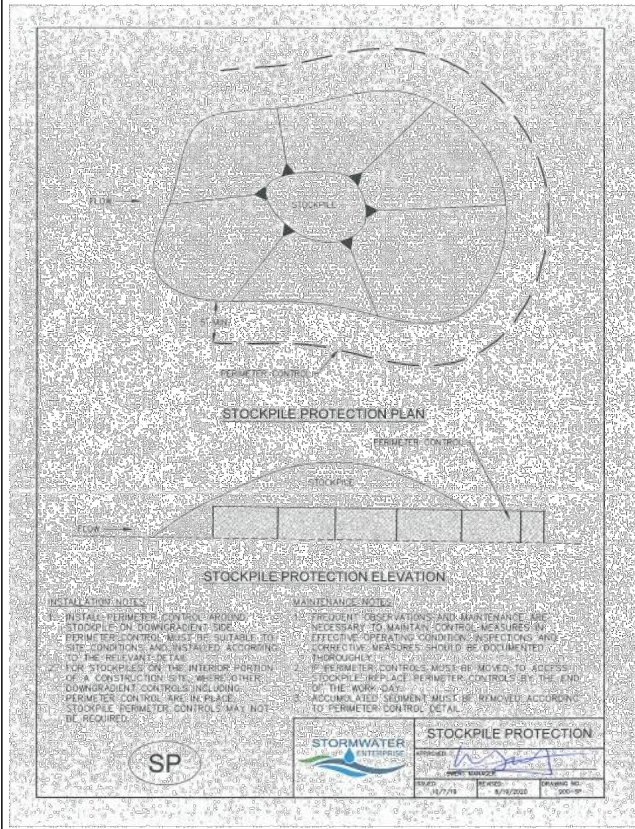 FLOW
STOCKPILE
5' MIN.
PERIMETER CONTROL
STOCKPILE PROTECTION PLAN
PERIMETER CONTROL
STOCKPILE
FLOW
STOCKPILE PROTECTION ELEVATION
INSTALLATION NOTES
1. INSTALL PERIMETER CONTROL AROUND
STOCKPILE ON DOWNGRADIENT SIDE.
PERIMETER CONTROL MUST BE SUITABLE TO
SITE CONDITIONS AND INSTALLED ACCORDING
TO THE RELEVANT DETAIL.
2. FOR STOCKPILES ON THE INTERIOR PORTION
OF A CONSTRUCTION SITE, WHERE OTHER
DOWNGRADIENT CONTROLS INCLUDING
PERIMETER CONTROL ARE IN PLACE,
STOCKPILE PERIMETER CONTROLS MAY NOT
BE REQUIRED.
MAINTENANCE NOTES
1. FREQUENT OBSERVATIONS AND MAINTENANCE ARE
NECESSARY TO MAINTAIN CONTROL MEASURES IN
EFFECTIVE OPERATING CONDITION. INSPECTIONS AND
CORRECTIVE MEASURES SHOULD BE DOCUMENTED
THOROUGHLY.
2. IF PERIMETER CONTROLS MUST BE MOVED TO ACCESS
STOCKPILE, REPLACE PERIMETER CONTROLS BY THE END
OF THE WORK DAY.
3. ACCUMULATED SEDIMENT MUST BE REMOVED ACCORDING
TO PERIMETER CONTROL DETAIL.
SP
STORMWATER
ENTERPRISE
STOCKPILE PROTECTION
APPROVED:
MANAGER
ISSUED:
10/7/19
REVISED:
8/19/2020
DRAWING NO.
900-SP